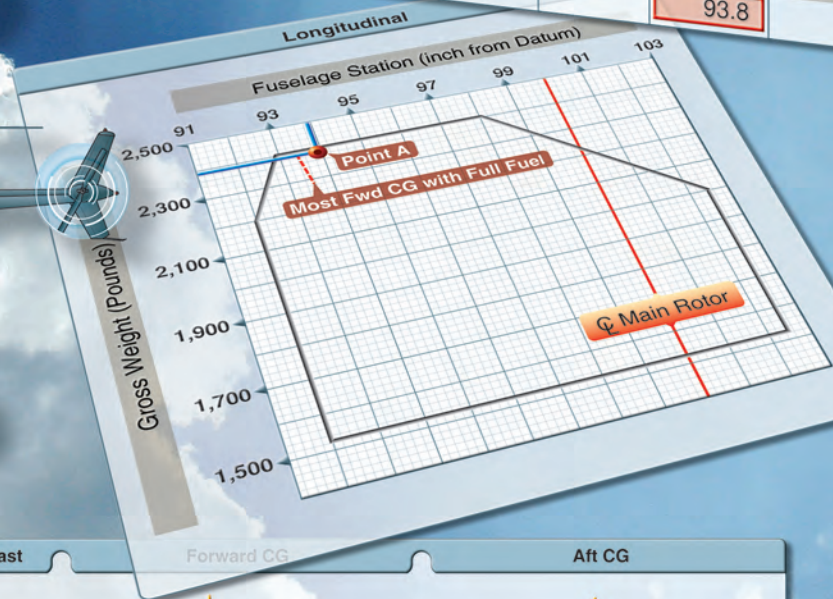 93.8
Longitudinal
Fuselage Station (inch from Datum)
91 93 95 97 99 101 103
2,500
Point A
Most Fwd CG with Full Fuel
2,300
2,100
1,900
1,700
1,500
Gross Weight (Pounds)
℄ Main Rotor
ast Forward CG Aft CG